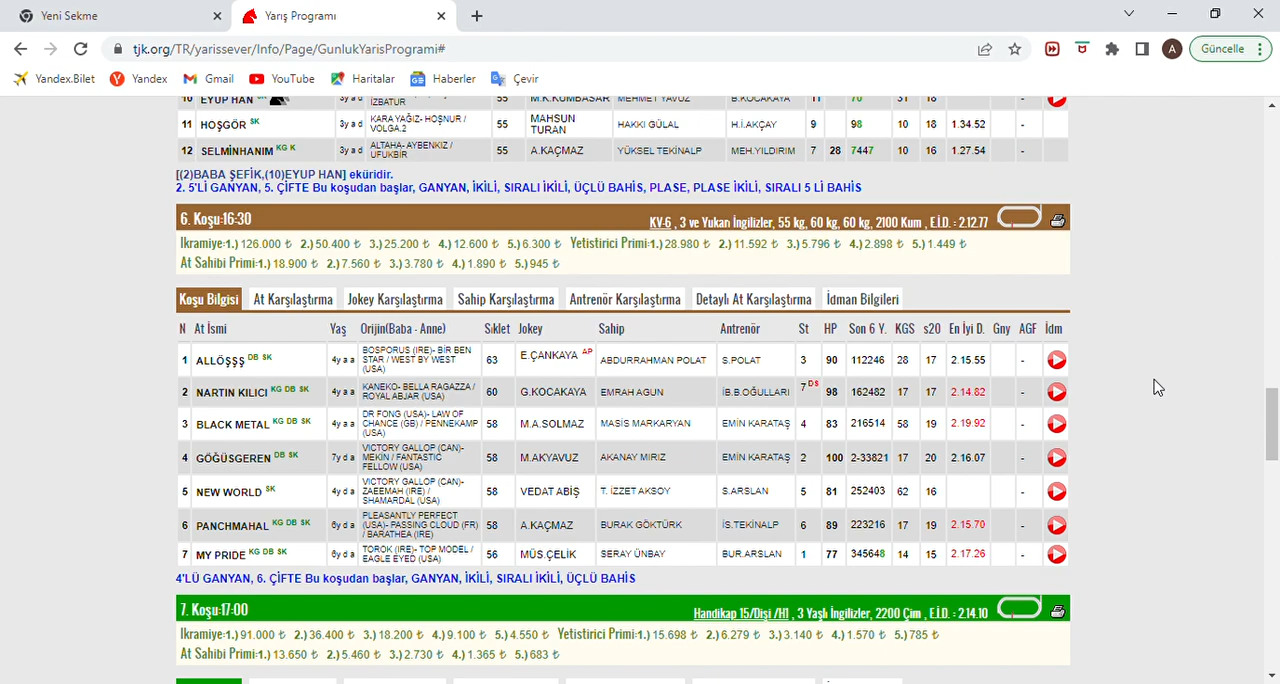 Yeni Sekme
Yarış Programı
tjk.org/TR/yarissever/Info/Page/GunlukYarisProgrami#
A
Güncelle
Yandex.Bilet Yandex Gmail YouTube Haritalar Haberler Çevir
10 EYUP HAN SK 3y a d İZBATUR 55 M.K.KUMBASAR MEHMET YAVUZ B.KOCAKAYA 11 70 31 18 -
11 HOŞGÖR SK 3y a d KARA YAĞIZ- HOŞNUR / VOLGA.2 55 MAHSUN TURAN HAKKI GÜLAL H.İ.AKÇAY 9 98 10 18 1.34.52 -
12 SELMİNHANIM KG K 3y a d ALTAHA- AYBENKIZ / UFUKBİR 55 A.KAÇMAZ YÜKSEL TEKİNALP MEH.YILDIRIM 7 28 7447 10 16 1.27.54 -
[(2)BABA ŞEFİK,(10)EYUP HAN] eküridir.
2. 5'Lİ GANYAN, 5. ÇİFTE Bu koşudan başlar, GANYAN, İKİLİ, SIRALI İKİLİ, ÜÇLÜ BAHİS, PLASE, PLASE İKİLİ, SIRALI 5 Lİ BAHİS
6. Koşu:16:30 KV-6 , 3 ve Yukarı İngilizler, 55 kg, 60 kg, 60 kg, 2100 Kum , E.İ.D. : 2.12.77
İkramiye:1.) 126.000 ₺ 2.) 50.400 ₺ 3.) 25.200 ₺ 4.) 12.600 ₺ 5.) 6.300 ₺ Yetistirici Primi:1.) 28.980 ₺ 2.) 11.592 ₺ 3.) 5.796 ₺ 4.) 2.898 ₺ 5.) 1.449 ₺
At Sahibi Primi:1.) 18.900 ₺ 2.) 7.560 ₺ 3.) 3.780 ₺ 4.) 1.890 ₺ 5.) 945 ₺
Koşu Bilgisi At Karşılaştırma Jokey Karşılaştırma Sahip Karşılaştırma Antrenör Karşılaştırma Detaylı At Karşılaştırma İdman Bilgileri
N At İsmi Yaş Orijin(Baba - Anne) Sıklet Jokey Sahip Antrenör St HP Son 6 Y. KGS s20 En İyi D. Gny AGF İdm
1 ALLÖŞŞŞ DB SK 4y a a BOSPORUS (IRE)- BİR BEN STAR / WEST BY WEST (USA) 63 E.ÇANKAYA AP ABDURRAHMAN POLAT S.POLAT 3 90 112246 28 17 2.15.55 -
2 NARTIN KILICI KG DB SK 4y a a KANEKO- BELLA RAGAZZA / ROYAL ABJAR (USA) 60 G.KOCAKAYA EMRAH AGUN İB.B.OĞULLARI 7 DS 98 162482 17 17 2.14.82 -
3 BLACK METAL KG DB SK 4y a a DR FONG (USA)- LAW OF CHANCE (GB) / PENNEKAMP (USA) 58 M.A.SOLMAZ MASİS MARKARYAN EMİN KARATAŞ 4 83 216514 58 19 2.19.92 -
4 GÖĞÜSGEREN DB SK 7y d a VICTORY GALLOP (CAN)- MEKİN / FANTASTIC FELLOW (USA) 58 M.AKYAVUZ AKANAY MIRIZ EMİN KARATAŞ 2 100 2-33821 17 20 2.16.07 -
5 NEW WORLD SK 4y d a VICTORY GALLOP (CAN)- ZAEEMAH (IRE) / SHAMARDAL (USA) 58 VEDAT ABİŞ T. İZZET AKSOY S.ARSLAN 5 81 252403 62 16 -
6 PANCHMAHAL KG DB SK 6y d a PLEASANTLY PERFECT (USA)- PASSING CLOUD (FR) / BARATHEA (IRE) 58 A.KAÇMAZ BURAK GÖKTÜRK İS.TEKİNALP 6 89 223216 17 19 2.15.70 -
7 MY PRIDE KG DB SK 6y d a TOROK (IRE)- TOP MODEL / EAGLE EYED (USA) 56 MÜS.ÇELİK SERAY ÜNBAY BUR.ARSLAN 1 77 345648 14 15 2.17.26 -
4'LÜ GANYAN, 6. ÇİFTE Bu koşudan başlar, GANYAN, İKİLİ, SIRALI İKİLİ, ÜÇLÜ BAHİS
7. Koşu:17:00 Handikap 15/Dişi /H1 , 3 Yaşlı İngilizler, 2200 Çim , E.İ.D. : 2.14.10
İkramiye:1.) 91.000 ₺ 2.) 36.400 ₺ 3.) 18.200 ₺ 4.) 9.100 ₺ 5.) 4.550 ₺ Yetistirici Primi:1.) 15.698 ₺ 2.) 6.279 ₺ 3.) 3.140 ₺ 4.) 1.570 ₺ 5.) 785 ₺
At Sahibi Primi:1.) 13.650 ₺ 2.) 5.460 ₺ 3.) 2.730 ₺ 4.) 1.365 ₺ 5.) 683 ₺